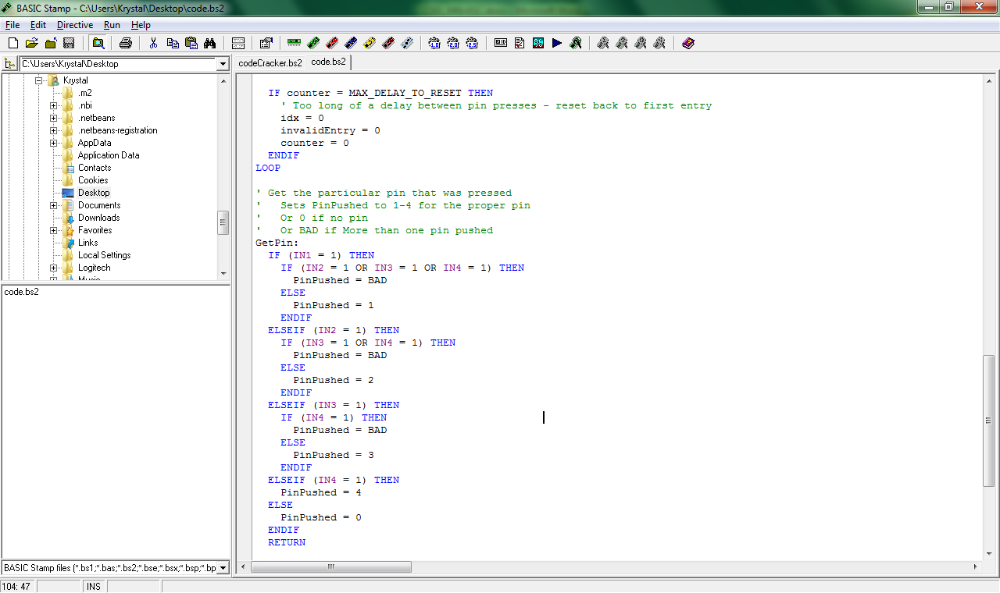 BASIC Stamp - C:\Users\Krystal\Desktop\code.bs2
File Edit Directive Run Help
C:\Users\Krystal\Desktop
codeCracker.bs2 code.bs2
Krystal
.m2
.nbi
.netbeans
.netbeans-registration
AppData
Application Data
Contacts
Cookies
Desktop
Documents
Downloads
Favorites
Links
Local Settings
Logitech
Music
code.bs2
BASIC Stamp files (*.bs1;*.bas;*.bs2;*.bse;*.bsx;*.bsp;*.bp
IF counter = MAX_DELAY_TO_RESET THEN
' Too long of a delay between pin presses - reset back to first entry
idx = 0
invalidEntry = 0
counter = 0
ENDIF
LOOP
' Get the particular pin that was pressed
' Sets PinPushed to 1-4 for the proper pin
' Or 0 if no pin
' Or BAD if More than one pin pushed
GetPin:
IF (IN1 = 1) THEN
IF (IN2 = 1 OR IN3 = 1 OR IN4 = 1) THEN
PinPushed = BAD
ELSE
PinPushed = 1
ENDIF
ELSEIF (IN2 = 1) THEN
IF (IN3 = 1 OR IN4 = 1) THEN
PinPushed = BAD
ELSE
PinPushed = 2
ENDIF
ELSEIF (IN3 = 1) THEN
IF (IN4 = 1) THEN
PinPushed = BAD
ELSE
PinPushed = 3
ENDIF
ELSEIF (IN4 = 1) THEN
PinPushed = 4
ELSE
PinPushed = 0
ENDIF
RETURN
104: 47 INS